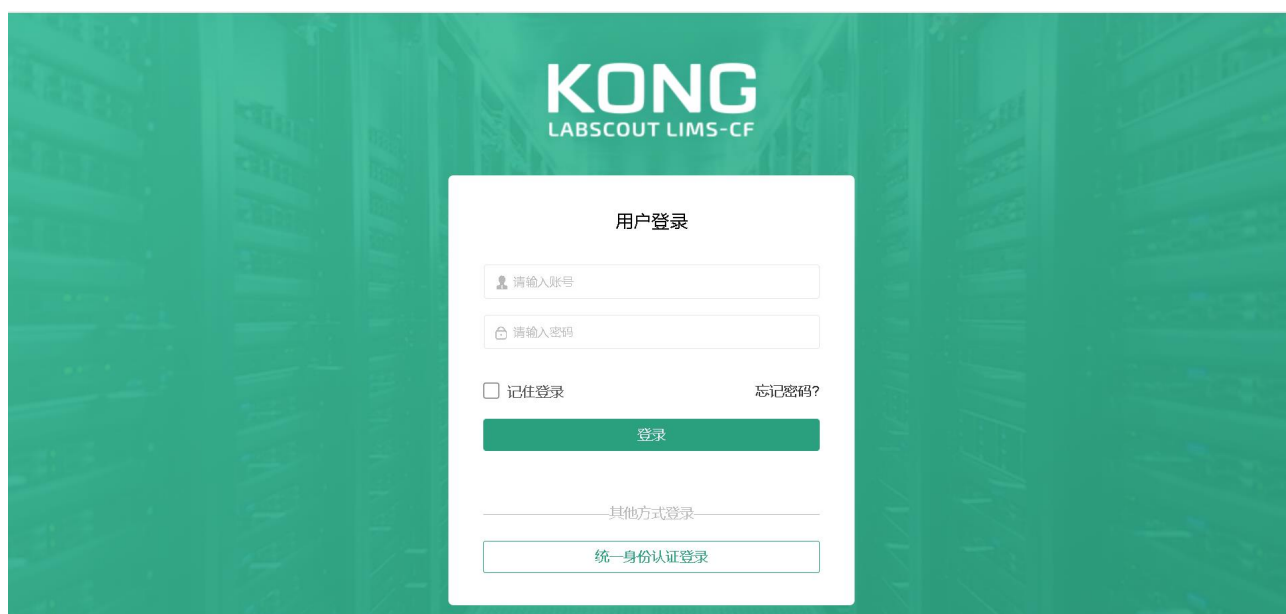 KONG
LABSCOUT LIMS-CF
用户登录
请输入账号
请输入密码
记住登录 忘记密码?
登录
其他方式登录
统一身份认证登录